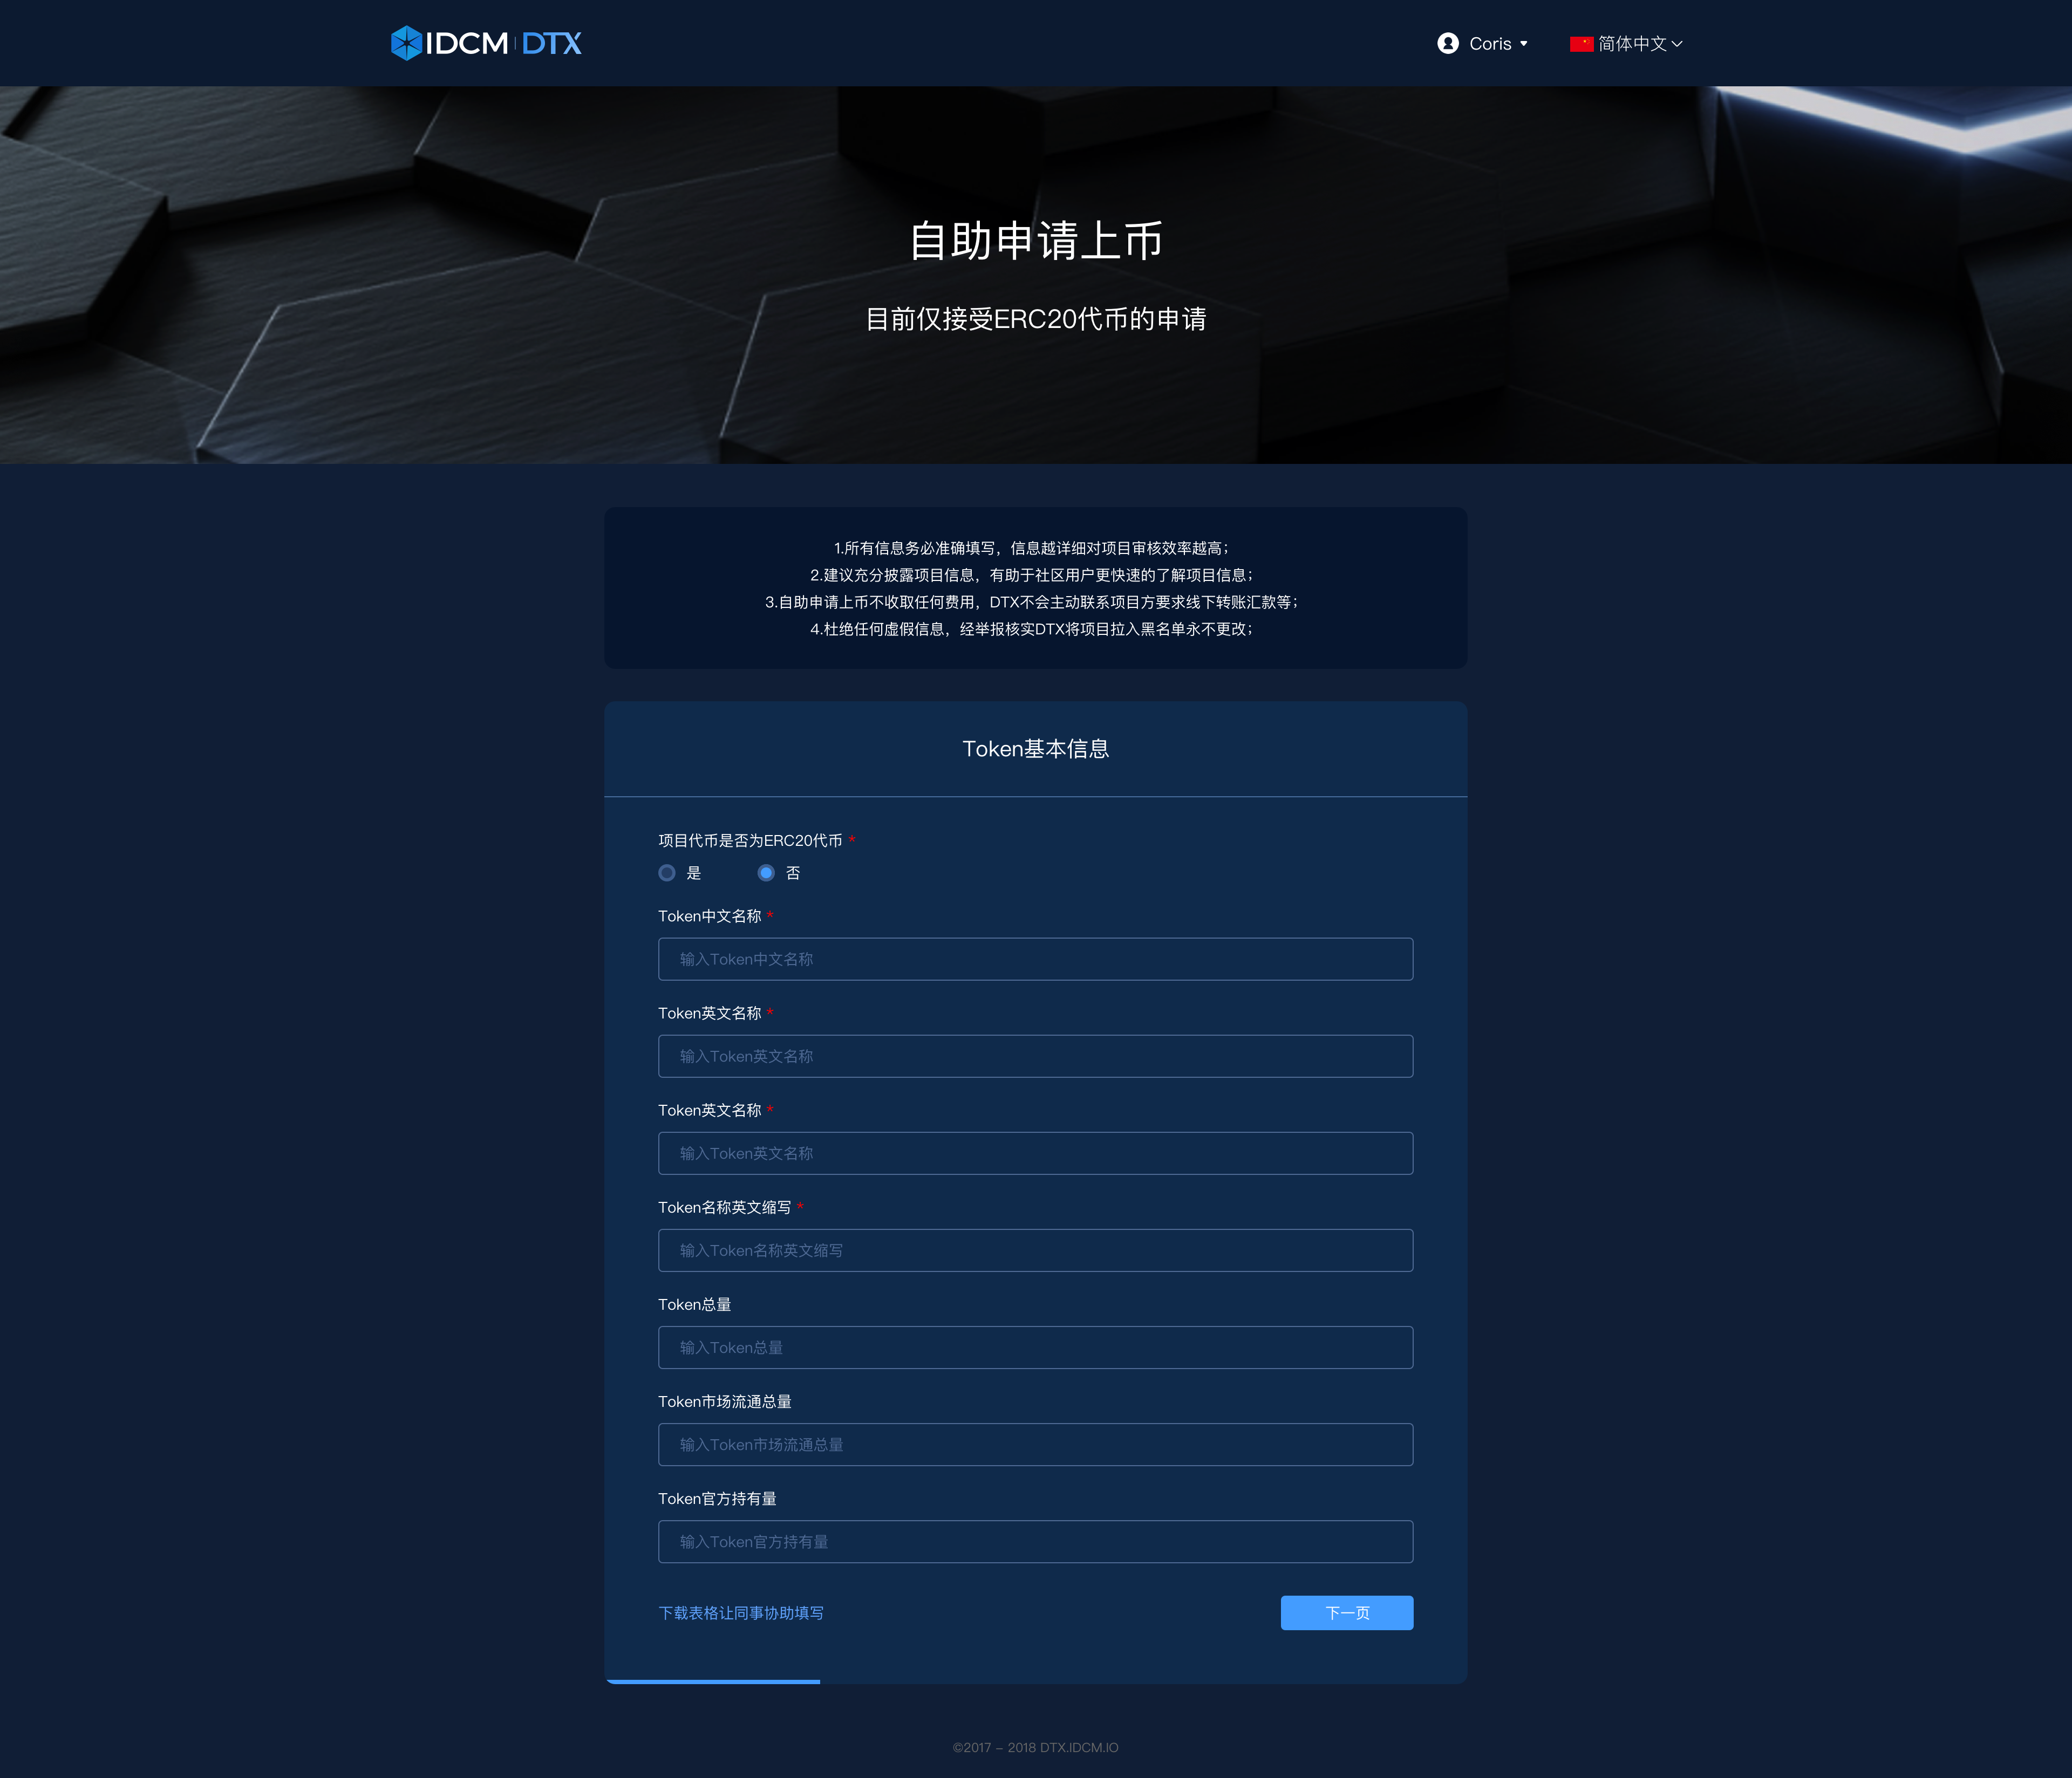 IDCM | DTX
Coris
简体中文
自助申请上币
目前仅接受ERC20代币的申请
1.所有信息务必准确填写，信息越详细对项目审核效率越高；
2.建议充分披露项目信息，有助于社区用户更快速的了解项目信息；
3.自助申请上币不收取任何费用，DTX不会主动联系项目方要求线下转账汇款等；
4.杜绝任何虚假信息，经举报核实DTX将项目拉入黑名单永不更改；
Token基本信息
项目代币是否为ERC20代币 *
是 否
Token中文名称 *
输入Token中文名称
Token英文名称 *
输入Token英文名称
Token英文名称 *
输入Token英文名称
Token名称英文缩写 *
输入Token名称英文缩写
Token总量
输入Token总量
Token市场流通总量
输入Token市场流通总量
Token官方持有量
输入Token官方持有量
下载表格让同事协助填写
下一页
©2017 – 2018 DTX.IDCM.IO